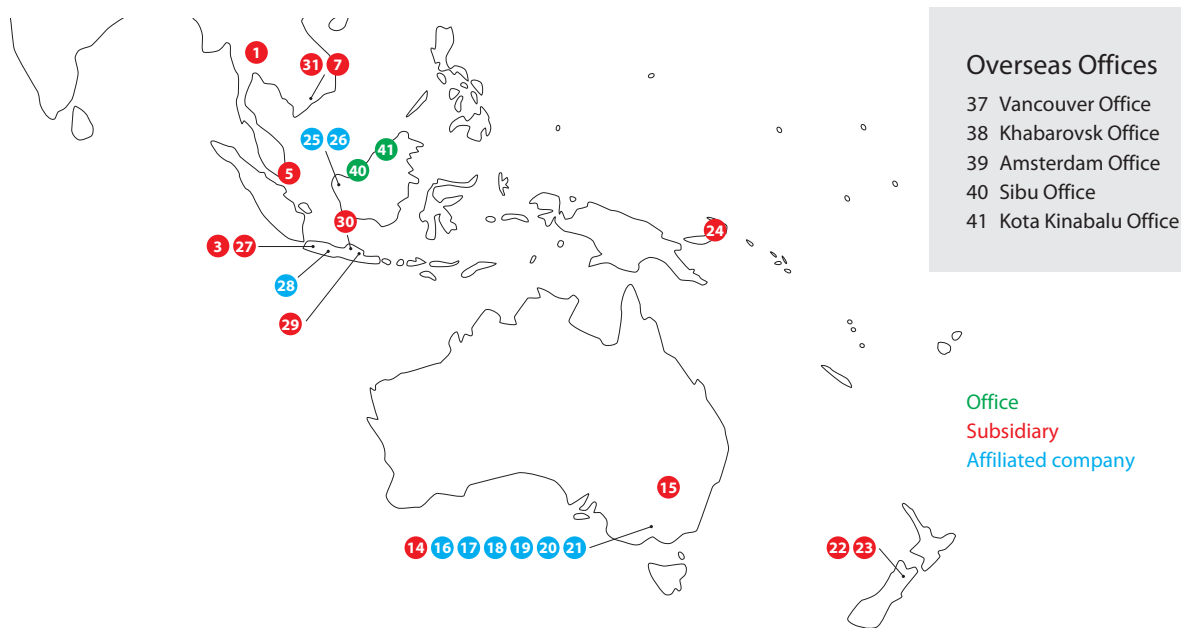 1
31 7
25 26
41
40
5
30
24
3 27
28
29
15
14 16 17 18 19 20 21
22 23
Overseas Offices
37 Vancouver Office
38 Khabarovsk Office
39 Amsterdam Office
40 Sibu Office
41 Kota Kinabalu Office
Office
Subsidiary
Affiliated company